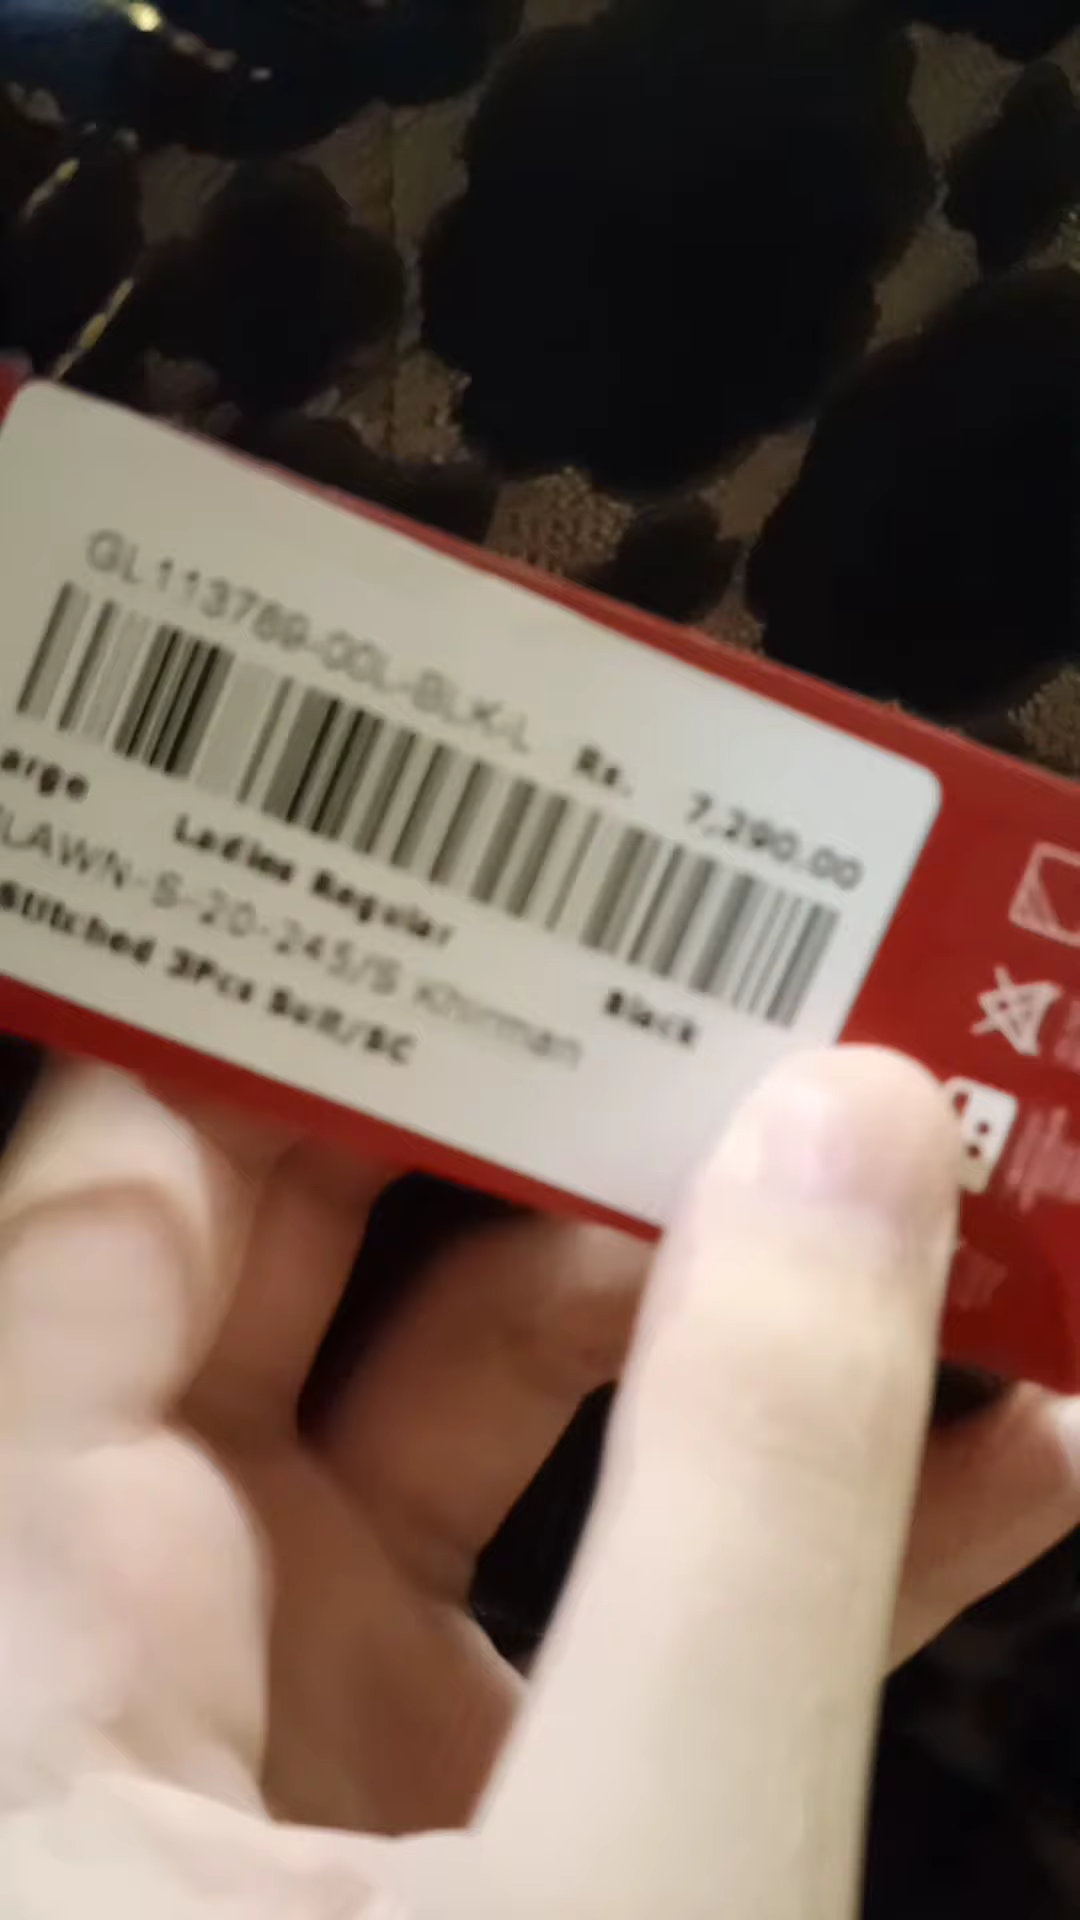 GL113789-00L-BLK-L
Rs. 7,290.00
arge
Ladies Regular
LAWN-S-20-245/S Khirman
Black
Stitched 3Pcs Suit/SC